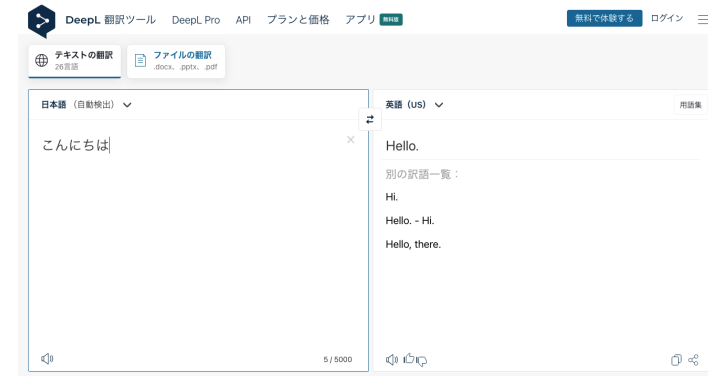 DeepL 翻訳ツール DeepL Pro API プランと価格 アプリ 無料版 無料で体験する ログイン
テキストの翻訳
26言語
ファイルの翻訳
.docx、.pptx、.pdf
日本語 (自動検出)
英語 (US) 用語集
こんにちは
Hello.
別の訳語一覧：
Hi.
Hello. - Hi.
Hello, there.
5 / 5000